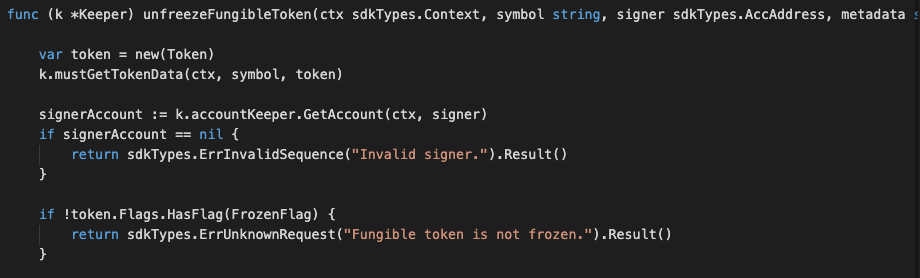 func (k *Keeper) unfreezeFungibleToken(ctx sdkTypes.Context, symbol string, signer sdkTypes.AccAddress, metadata
var token = new(Token)
k.mustGetTokenData(ctx, symbol, token)
signerAccount := k.accountKeeper.GetAccount(ctx, signer)
if signerAccount == nil {
return sdkTypes.ErrInvalidSequence("Invalid signer.").Result()
}
if !token.Flags.HasFlag(FrozenFlag) {
return sdkTypes.ErrUnknownRequest("Fungible token is not frozen.").Result()
}